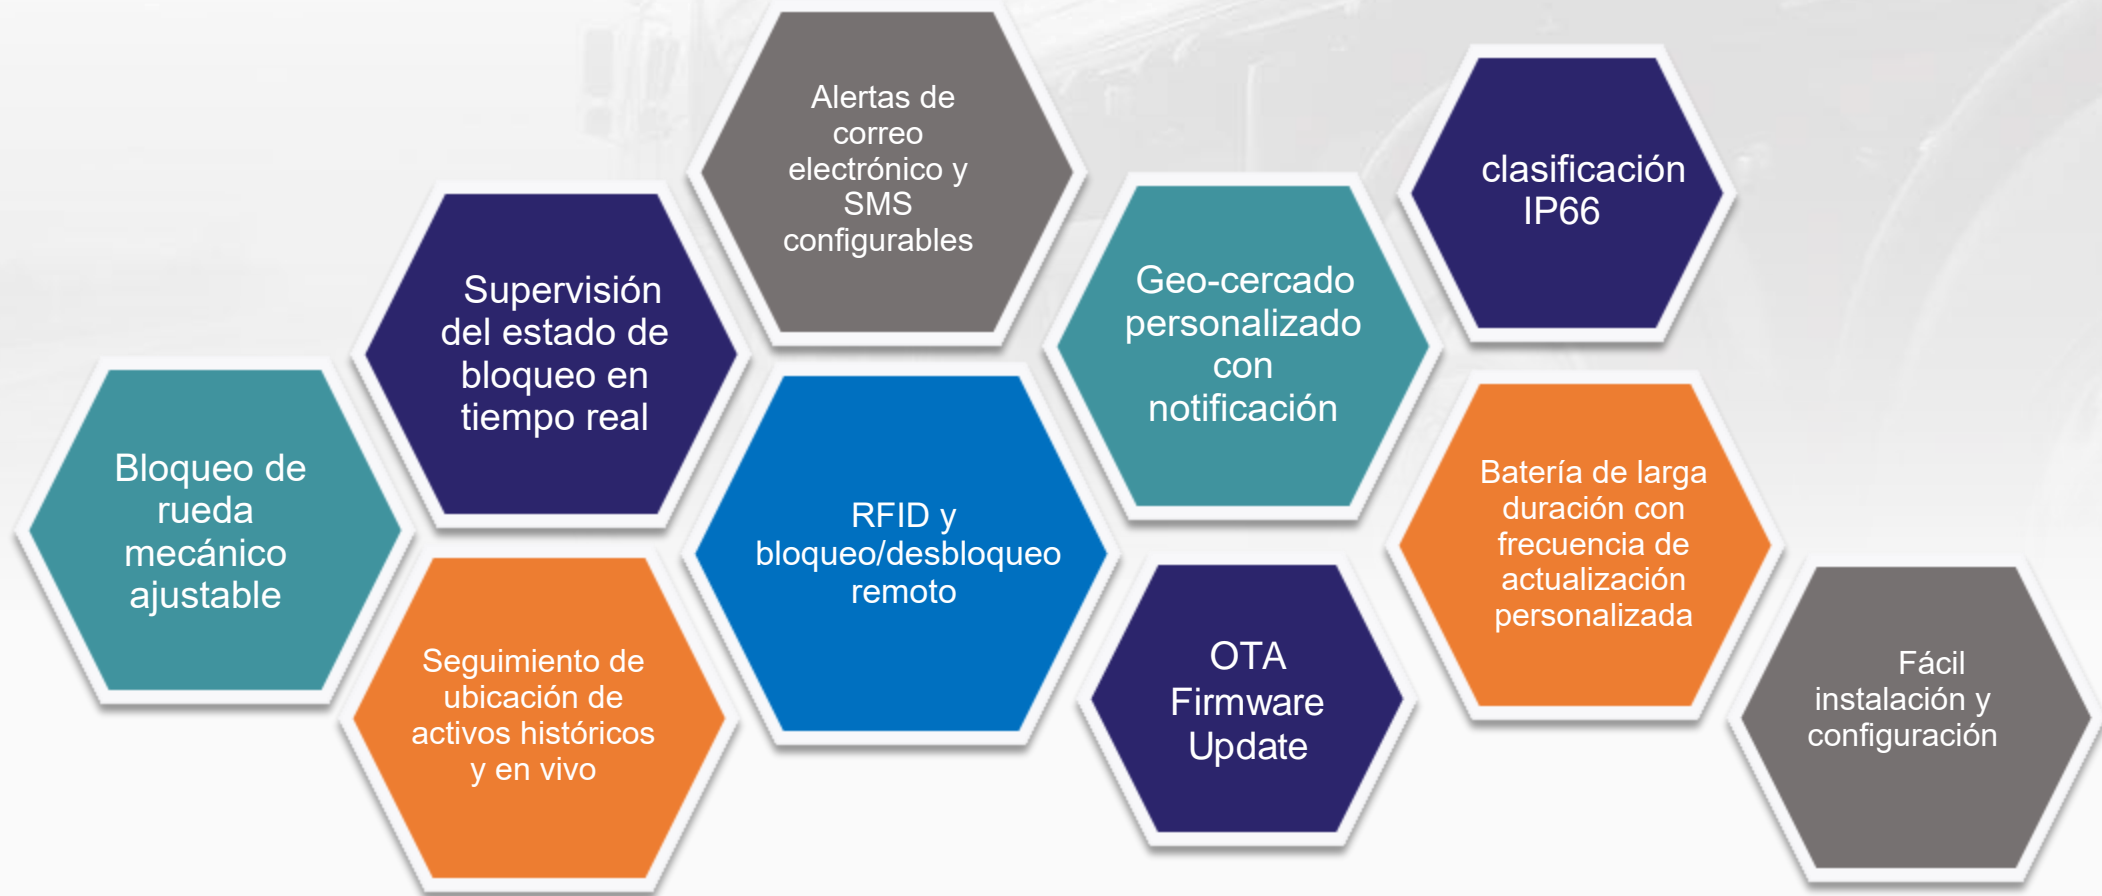 Alertas de
correo
electrónico y
SMS
configurables
clasificación
IP66
Supervisión
del estado de
bloqueo en
tiempo real
Geo-cercado
personalizado
con
notificación
Bloqueo de
rueda
mecánico
ajustable
RFID y
bloqueo/desbloqueo
remoto
Batería de larga
duración con
frecuencia de
actualización
personalizada
Seguimiento de
ubicación de
activos históricos
y en vivo
OTA
Firmware
Update
Fácil
instalación y
configuración